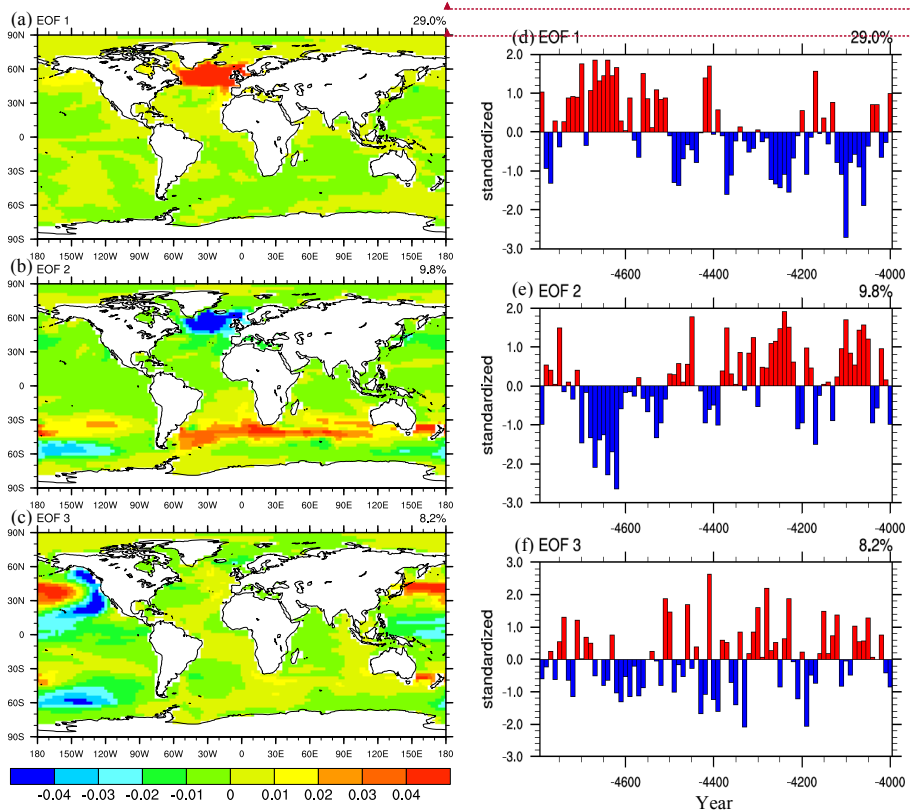 (a) EOF 1 29.0%
90N
60N
30N
0
30S
60S
90S
180 150W 120W 90W 60W 30W 0 30E 60E 90E 120E 150E 180
(b) EOF 2 9.8%
90N
60N
30N
0
30S
60S
90S
180 150W 120W 90W 60W 30W 0 30E 60E 90E 120E 150E 180
(c) EOF 3 8.2%
90N
60N
30N
0
30S
60S
90S
180 150W 120W 90W 60W 30W 0 30E 60E 90E 120E 150E 180
-0.04 -0.03 -0.02 -0.01 0 0.01 0.02 0.03 0.04
(d) EOF 1 29.0%
2.0
1.0
0.0
-1.0
-2.0
-3.0
standardized
-4600 -4400 -4200 -4000
(e) EOF 2 9.8%
2.0
1.0
0.0
-1.0
-2.0
-3.0
standardized
-4600 -4400 -4200 -4000
(f) EOF 3 8.2%
3.0
2.0
1.0
0.0
-1.0
-2.0
-3.0
standardized
-4600 -4400 -4200 -4000
Year